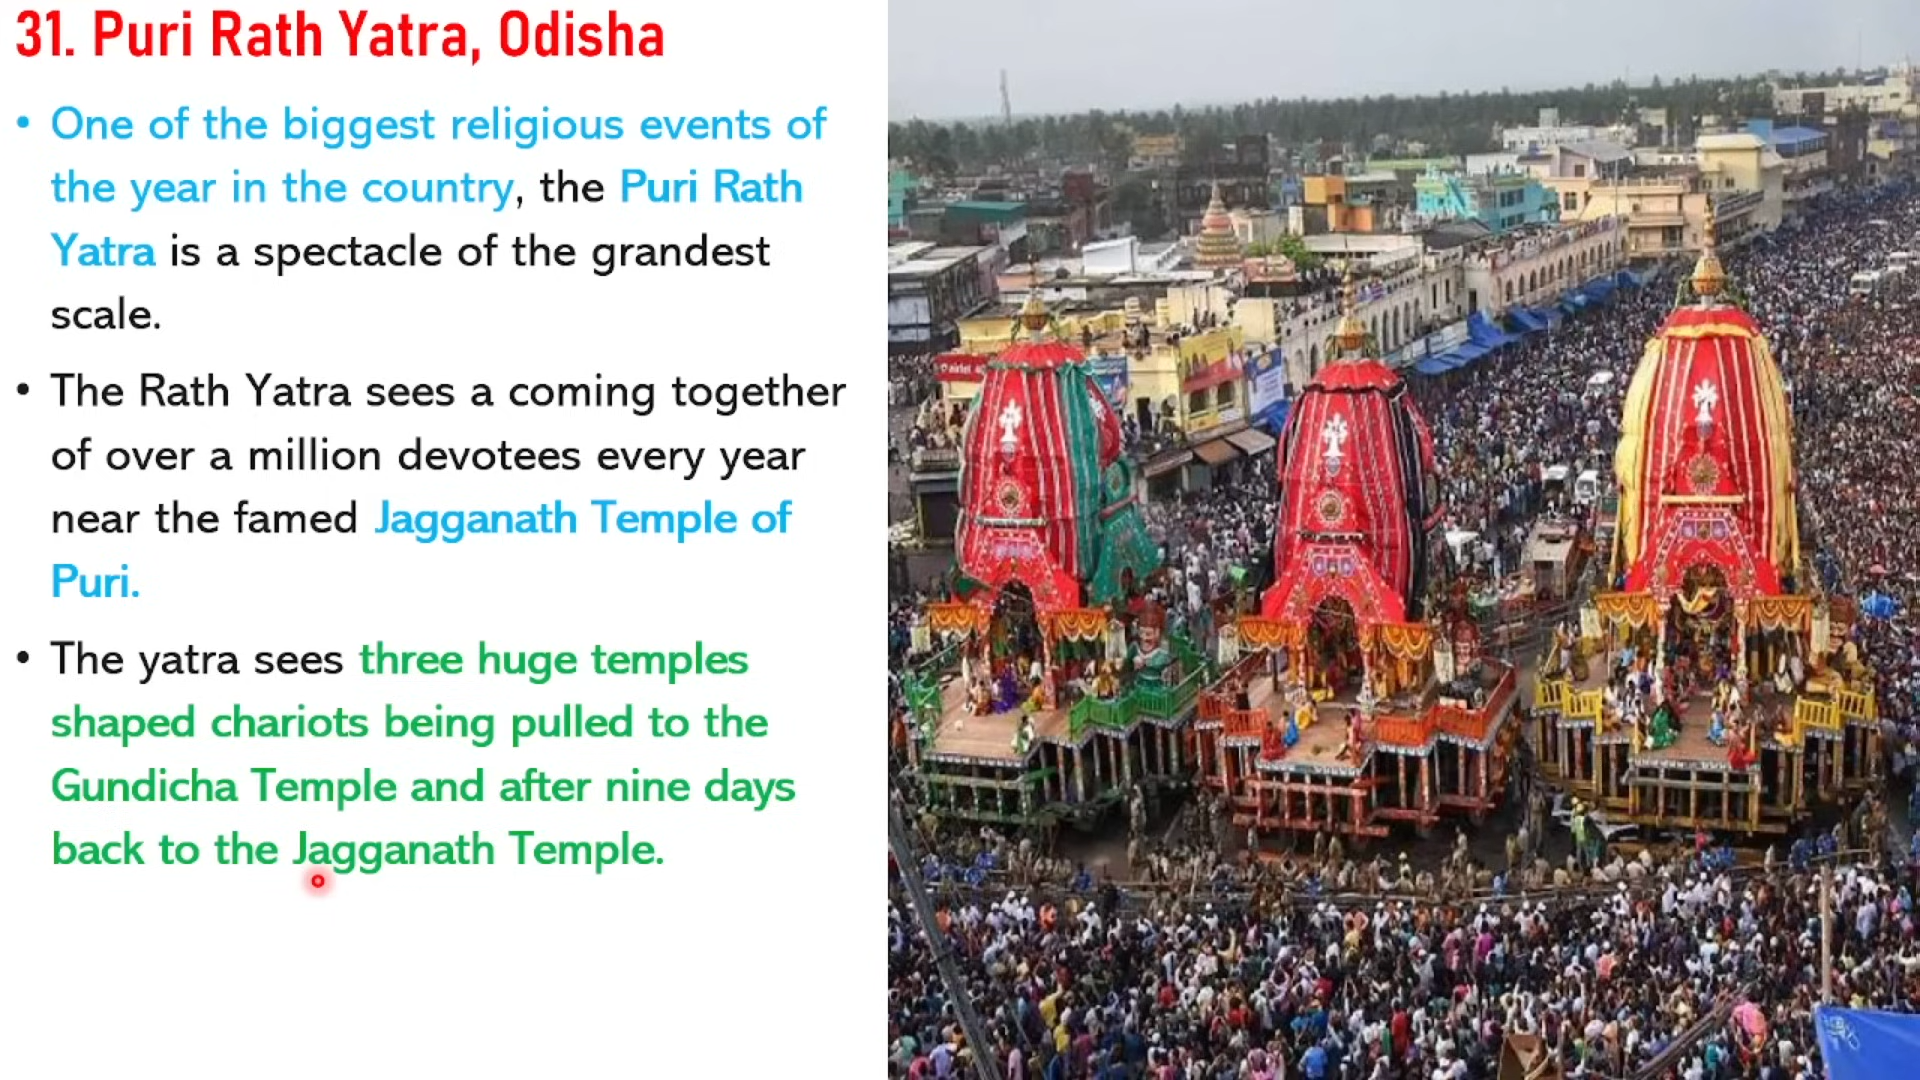 31. Puri Rath Yatra, Odisha
• One of the biggest religious events of
the year in the country, the Puri Rath
Yatra is a spectacle of the grandest
scale.
• The Rath Yatra sees a coming together
of over a million devotees every year
near the famed Jagganath Temple of
Puri.
• The yatra sees three huge temples
shaped chariots being pulled to the
Gundicha Temple and after nine days
back to the Jagganath Temple.
airtel